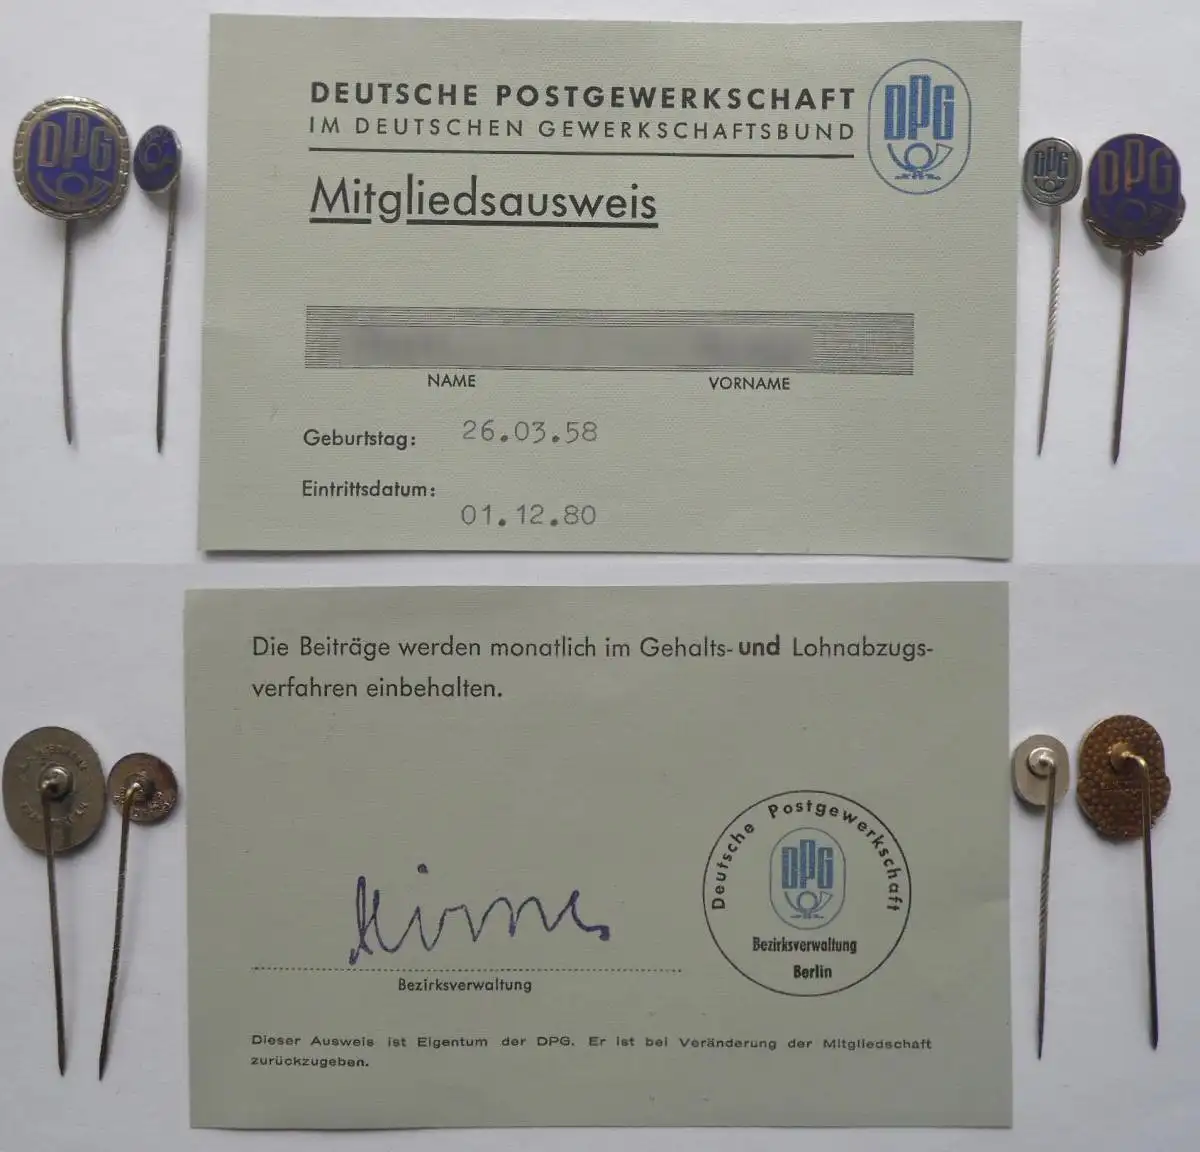 DPG
DEUTSCHE POSTGEWERKSCHAFT
IM DEUTSCHEN GEWERKSCHAFTSBUND
DPG
Mitgliedsausweis
DPG
DPG
NAME VORNAME
Geburtstag: 26.03.58
Eintrittsdatum: 01.12.80
Die Beiträge werden monatlich im Gehalts- und Lohnabzugs-
verfahren einbehalten.
Deutsche Postgewerkschaft
DPG
Bezirksverwaltung
Berlin
Bezirksverwaltung
Dieser Ausweis ist Eigentum der DPG. Er ist bei Veränderung der Mitgliedschaft
zurückzugeben.